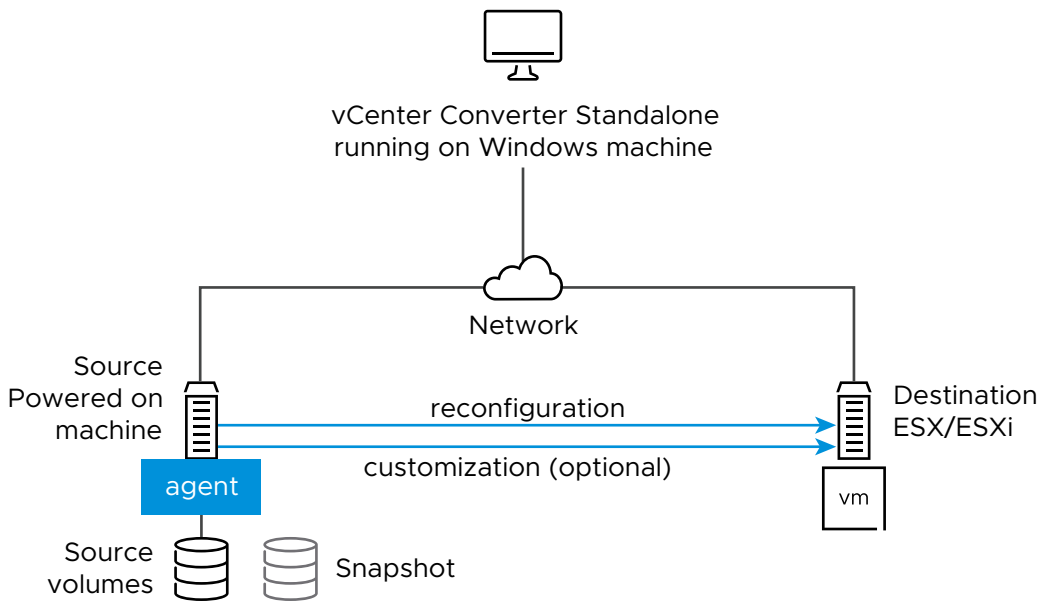 vCenter Converter Standalone
running on Windows machine
Network
Source
Powered on
machine
reconfiguration
customization (optional)
Destination
ESX/ESXi
agent
vm
Source
volumes
Snapshot